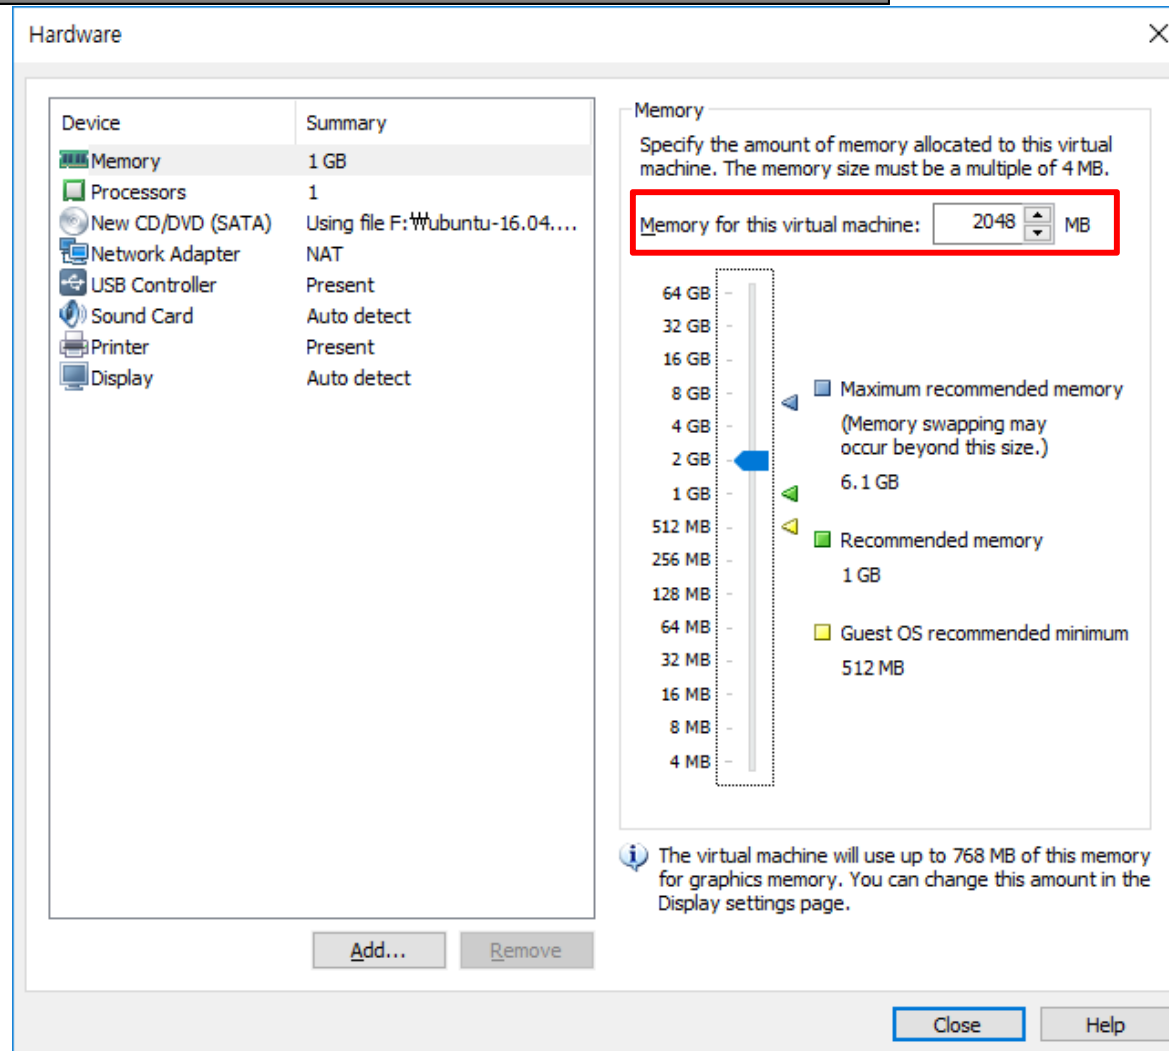 Hardware
Device Summary
Memory 1 GB
Processors 1
New CD/DVD (SATA) Using file F:₩ubuntu-16.04....
Network Adapter NAT
USB Controller Present
Sound Card Auto detect
Printer Present
Display Auto detect
Add... Remove
Memory
Specify the amount of memory allocated to this virtual
machine. The memory size must be a multiple of 4 MB.
Memory for this virtual machine: 2048 MB
64 GB
32 GB
16 GB
8 GB
4 GB
2 GB
1 GB
512 MB
256 MB
128 MB
64 MB
32 MB
16 MB
8 MB
4 MB
Maximum recommended memory
(Memory swapping may
occur beyond this size.)
6.1 GB
Recommended memory
1 GB
Guest OS recommended minimum
512 MB
The virtual machine will use up to 768 MB of this memory
for graphics memory. You can change this amount in the
Display settings page.
Close Help